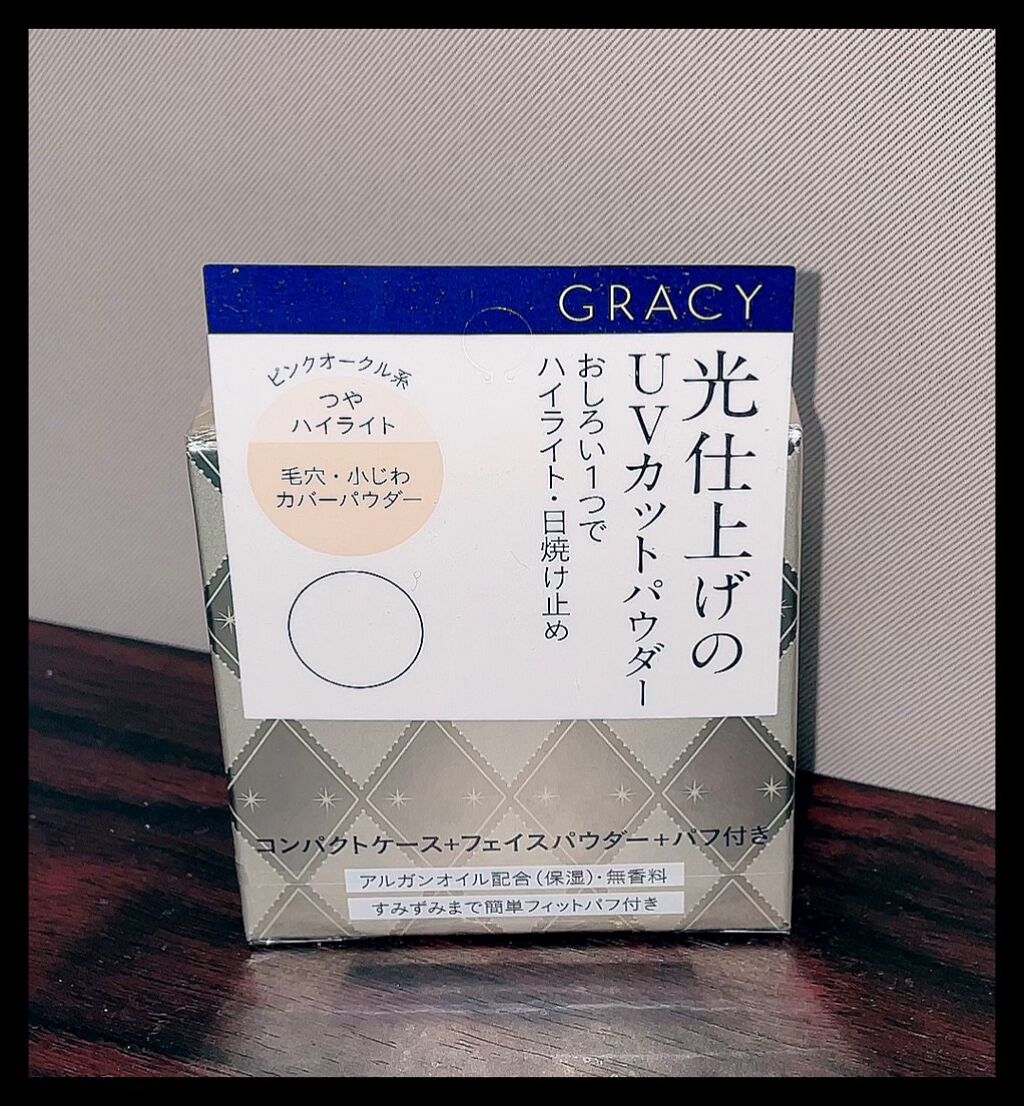 GRACY
光仕上げの
UVカットパウダー
おしろい1つで
ハイライト・日焼け止め
ピンクオークル系
つや
ハイライト
毛穴・小じわ
カバーパウダー
コンパクトケース+フェイスパウダー+パフ付き
アルガンオイル配合(保湿)・無香料
すみずみまで簡単フィットパフ付き